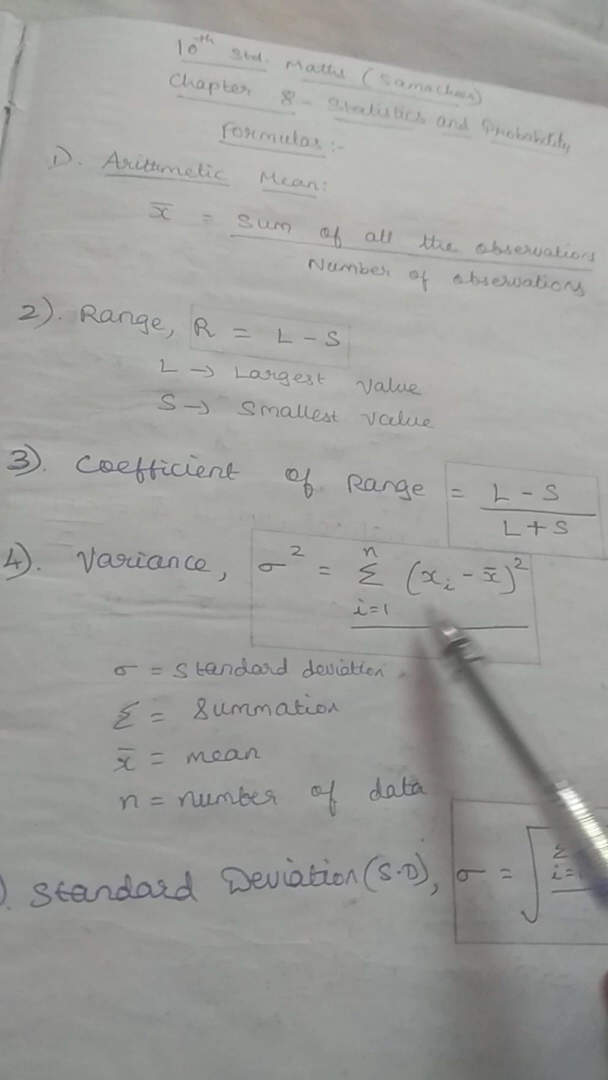 10th Std. Maths (Samacheer)
Chapter 8 - Statistics and Probability
Formulas:-
1). Arithmetic Mean:
x̄ = Sum of all the observations
Number of observations
2). Range, R = L - S
L → Largest value
S → Smallest value
3). Coefficient of Range = L - S
L + S
4). Variance, σ² = n Σ i=1 (xᵢ - x̄)²
σ = Standard deviation.
Σ = Summation
x̄ = mean
n = number of data
). Standard Deviation (S.D), σ = √ Σ i=1